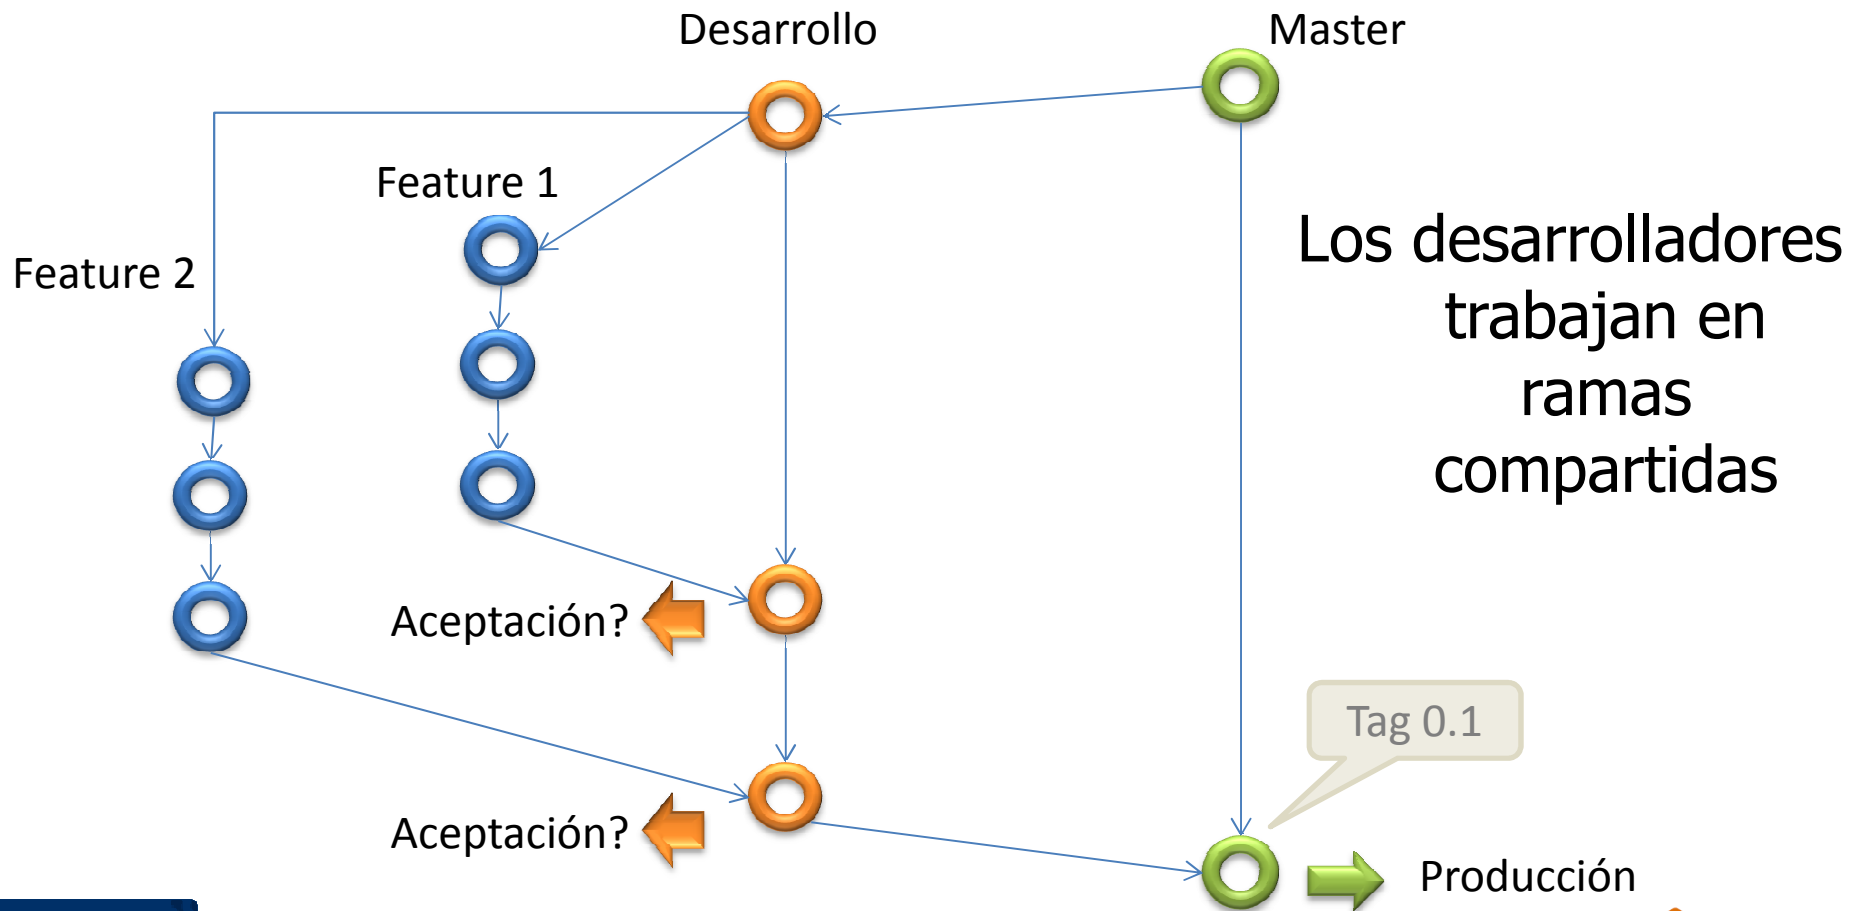 Desarrollo
Master
Feature 1
Feature 2
Los desarrolladores
trabajan en
ramas
compartidas
Aceptación?
Tag 0.1
Aceptación?
Producción